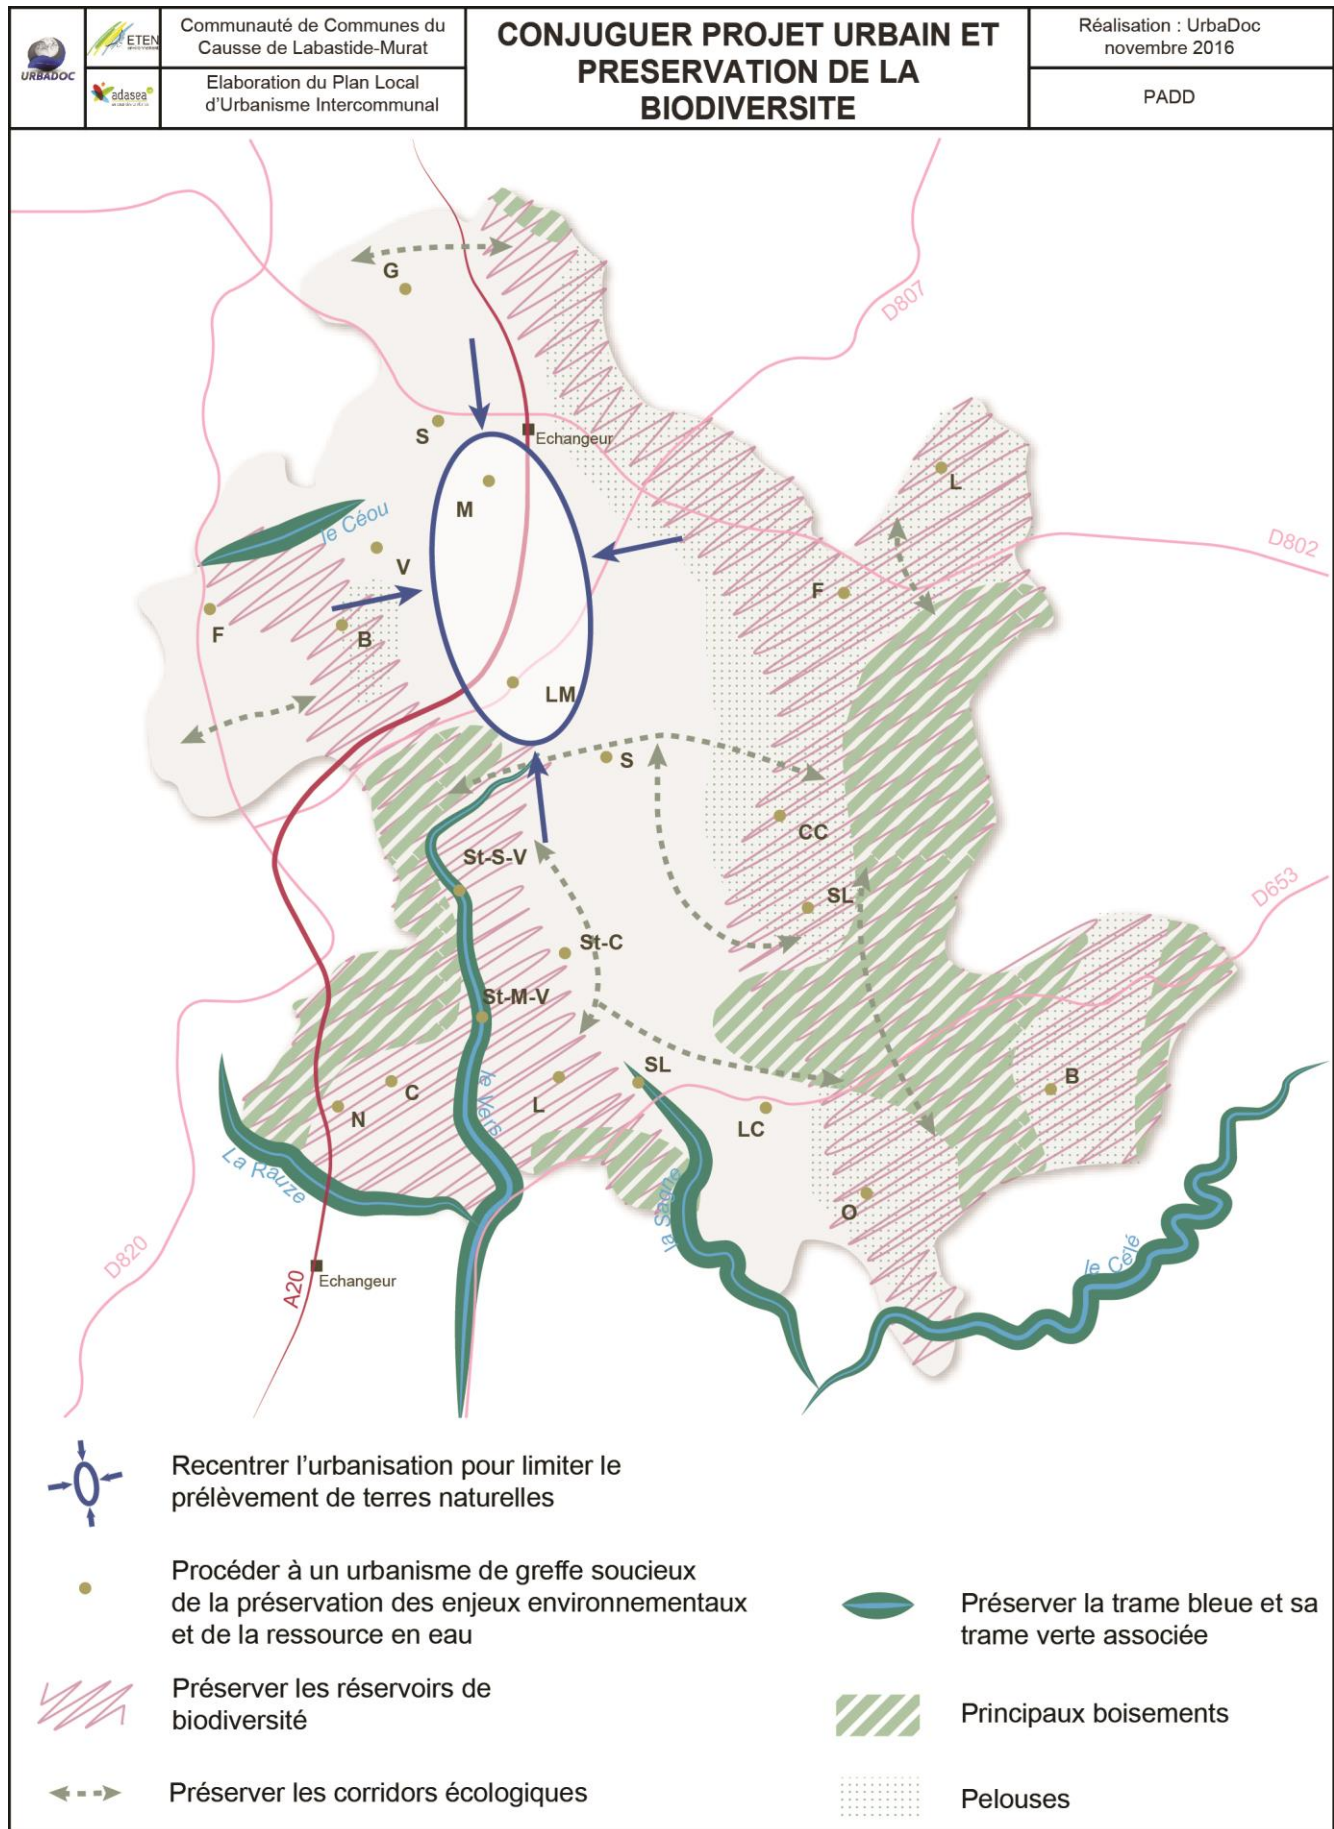 URBADOC
ETEN
environnement
adasea
Communauté de Communes du
Causse de Labastide-Murat
Elaboration du Plan Local
d'Urbanisme Intercommunal
CONJUGUER PROJET URBAIN ET
PRESERVATION DE LA
BIODIVERSITE
Réalisation : UrbaDoc
novembre 2016
PADD
G
D807
S
Echangeur
M
L
le Céou
D802
V
F
F
B
LM
S
CC
St-S-V
SL
D653
St-C
St-M-V
SL
B
C
le Vers
L
N
LC
La Rauze
la Sagne
O
D820
le Célé
A20
Echangeur
Recentrer l'urbanisation pour limiter le
prélèvement de terres naturelles
Procéder à un urbanisme de greffe soucieux
de la préservation des enjeux environnementaux
et de la ressource en eau
Préserver la trame bleue et sa
trame verte associée
Préserver les réservoirs de
biodiversité
Principaux boisements
Préserver les corridors écologiques
Pelouses